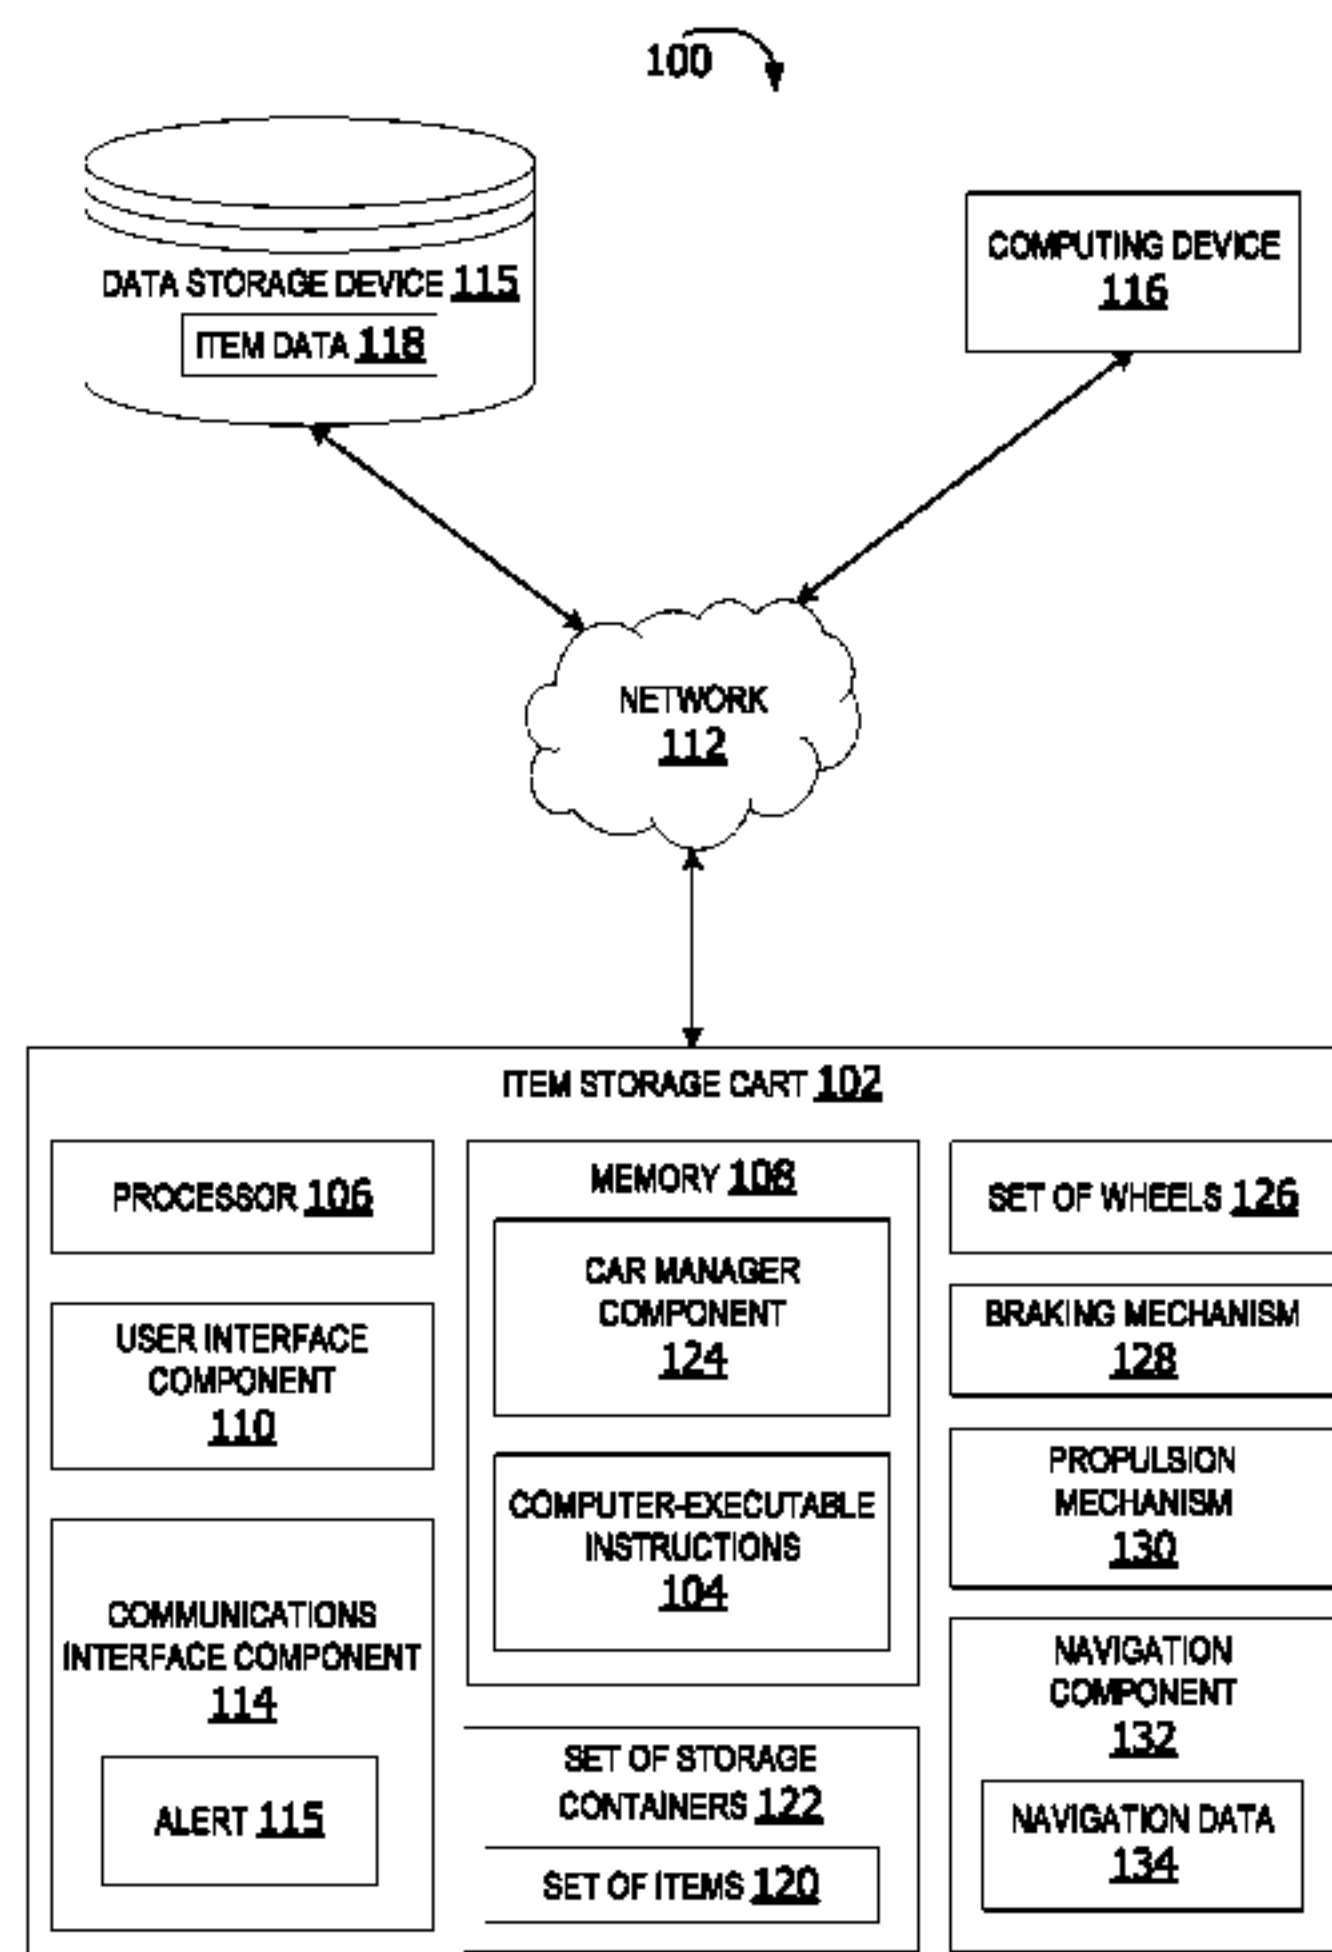 100
DATA STORAGE DEVICE 115
ITEM DATA 118
COMPUTING DEVICE
116
NETWORK
112
ITEM STORAGE CART 102
PROCESSOR 106
USER INTERFACE
COMPONENT
110
COMMUNICATIONS
INTERFACE COMPONENT
114
ALERT 115
MEMORY 108
CAR MANAGER
COMPONENT
124
COMPUTER-EXECUTABLE
INSTRUCTIONS
104
SET OF STORAGE
CONTAINERS 122
SET OF ITEMS 120
SET OF WHEELS 126
BRAKING MECHANISM
128
PROPULSION
MECHANISM
130
NAVIGATION
COMPONENT
132
NAVIGATION DATA
134